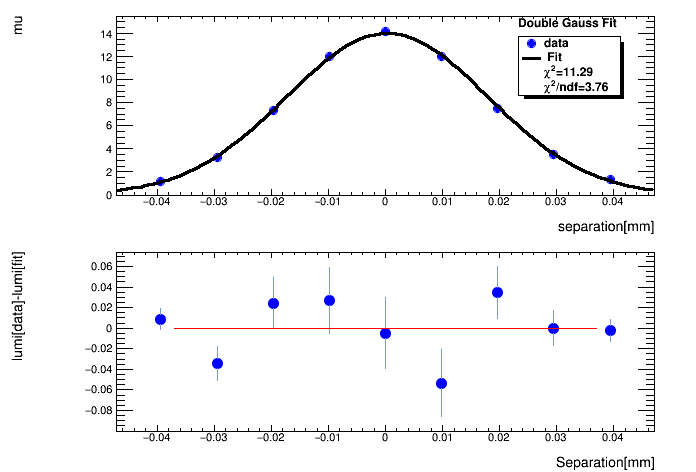 Double Gauss Fit
mu
data
Fit
χ²=11.29
χ²/ndf=3.76
14
12
10
8
6
4
2
0
−0.04 −0.03 −0.02 −0.01 0 0.01 0.02 0.03 0.04
separation[mm]
lumi[data]-lumi[fit]
0.06
0.04
0.02
0
−0.02
−0.04
−0.06
−0.08
−0.04 −0.03 −0.02 −0.01 0 0.01 0.02 0.03 0.04
Separation[mm]